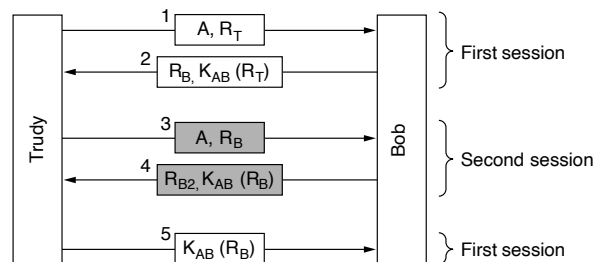 1
A, R_T
2
R_B, K_AB (R_T)
First session
Trudy
Bob
3
A, R_B
4
R_B2, K_AB (R_B)
Second session
5
K_AB (R_B)
First session